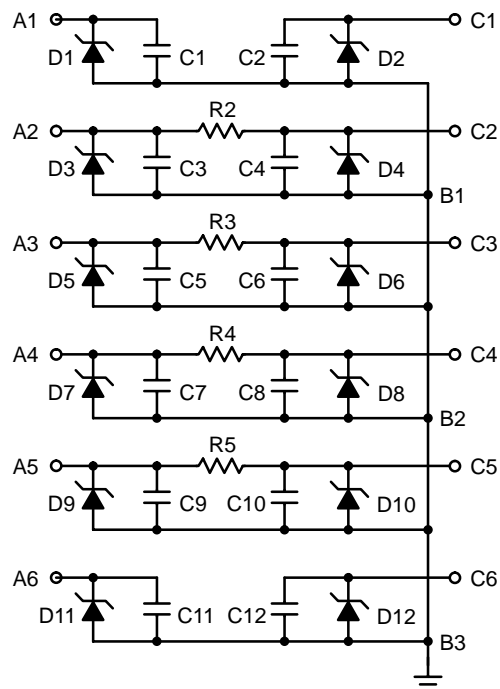 A1 C1
D1 C1 C2 D2
R2
A2 C2
D3 C3 C4 D4
B1
R3
A3 C3
D5 C5 C6 D6
R4
A4 C4
D7 C7 C8 D8
B2
R5
A5 C5
D9 C9 C10 D10
A6 C6
D11 C11 C12 D12
B3